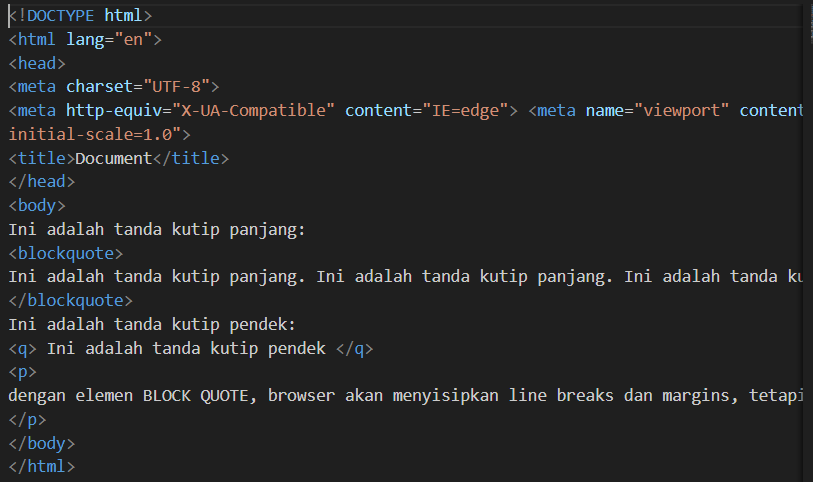 <!DOCTYPE html>
<html lang="en">
<head>
<meta charset="UTF-8">
<meta http-equiv="X-UA-Compatible" content="IE=edge"> <meta name="viewport" content
initial-scale=1.0">
<title>Document</title>
</head>
<body>
Ini adalah tanda kutip panjang:
<blockquote>
Ini adalah tanda kutip panjang. Ini adalah tanda kutip panjang. Ini adalah tanda ku
</blockquote>
Ini adalah tanda kutip pendek:
<q> Ini adalah tanda kutip pendek </q>
<p>
dengan elemen BLOCK QUOTE, browser akan menyisipkan line breaks dan margins, tetapi
</p>
</body>
</html>